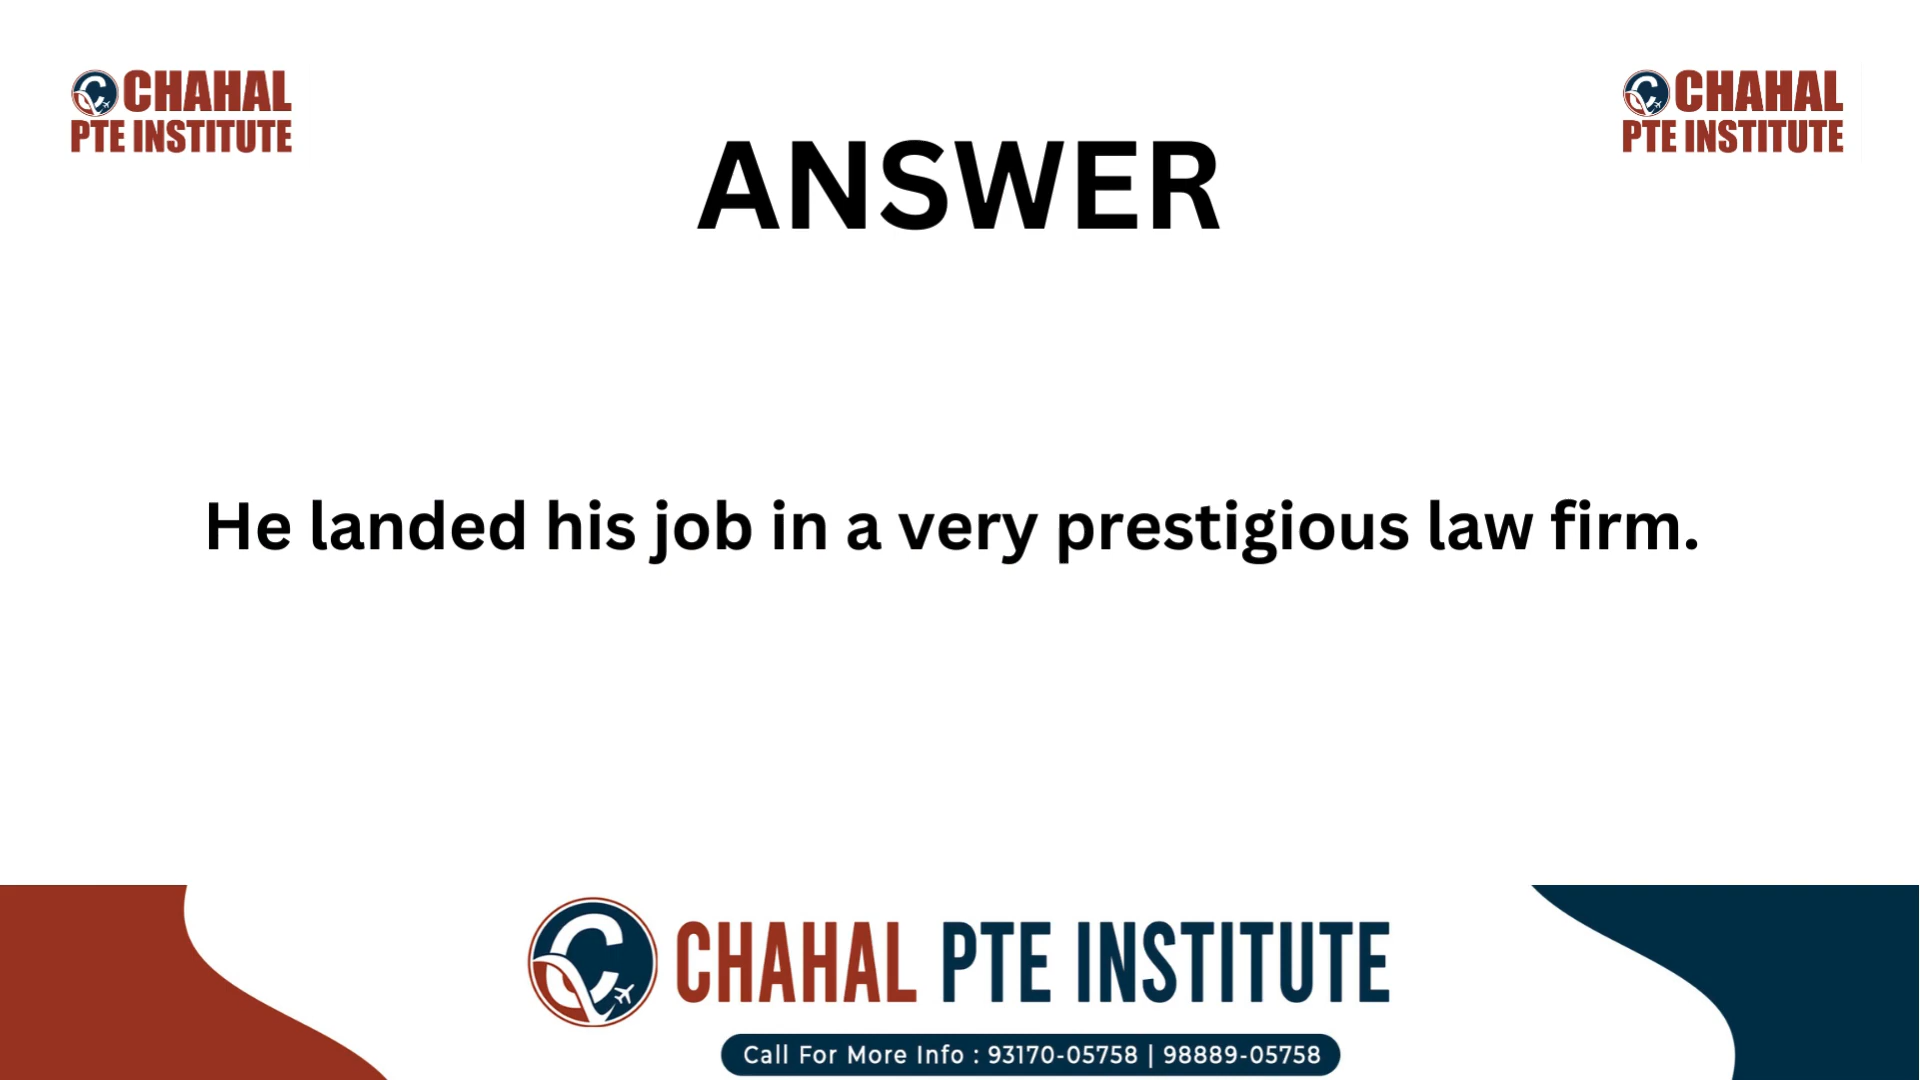 CHAHAL
PTE INSTITUTE
CHAHAL
PTE INSTITUTE
ANSWER
He landed his job in a very prestigious law firm.
CHAHAL PTE INSTITUTE
Call For More Info : 93170-05758 | 98889-05758